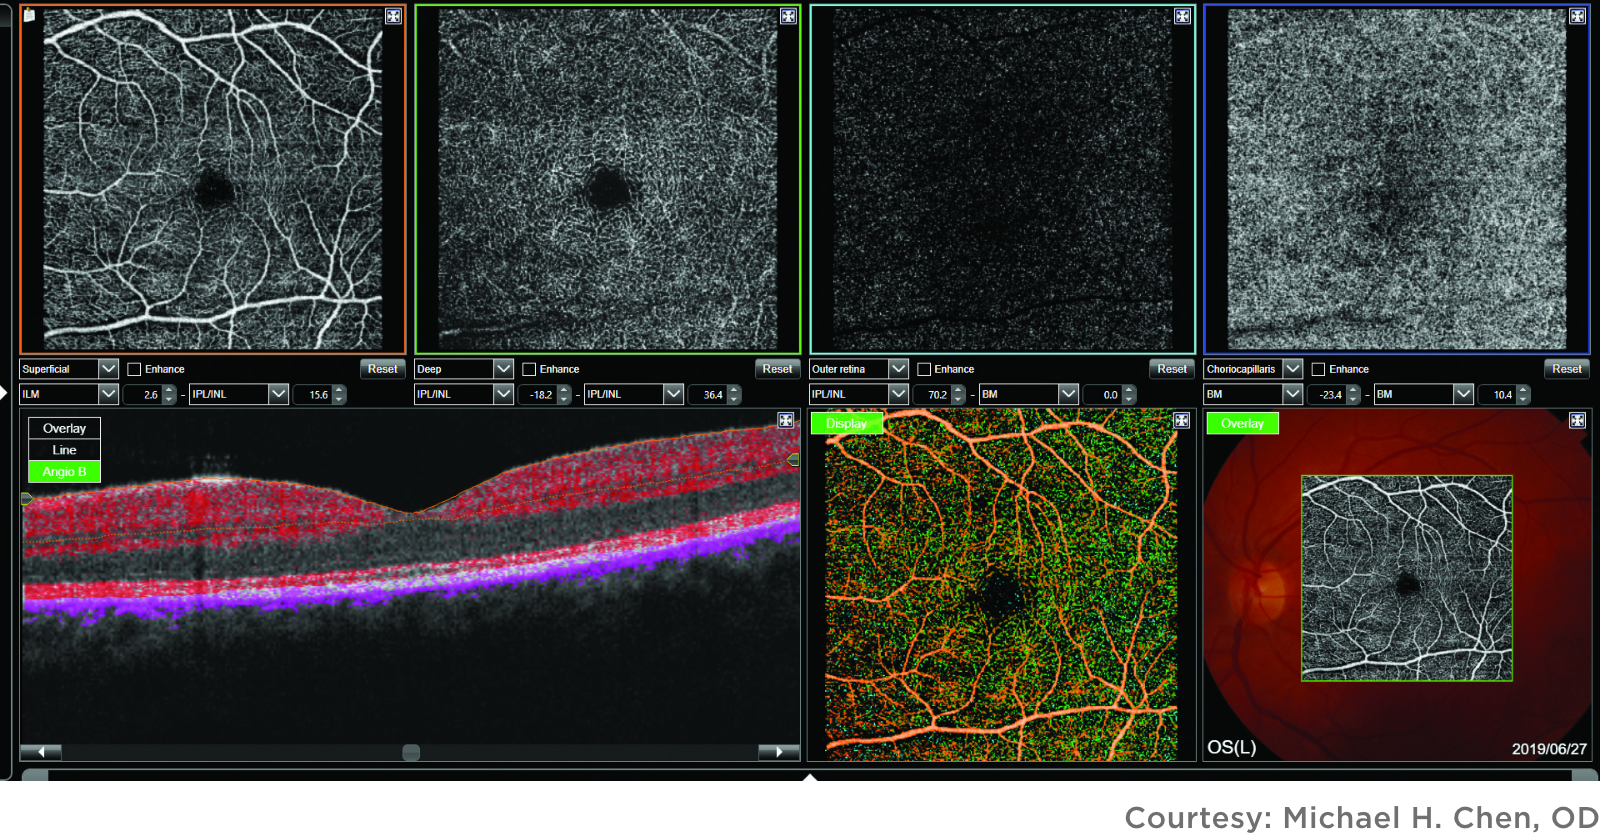 Superficial Enhance Reset Deep Enhance Reset Outer retina Enhance Reset Choriocapillaris Enhance Reset
ILM 2.6 - IPL/INL 15.6 IPL/INL -18.2 - IPL/INL 36.4 IPL/INL 70.2 - BM 0.0 BM -23.4 - BM 10.4
Overlay
Line
Angio B
Display
Overlay
OS(L) 2019/06/27
Courtesy: Michael H. Chen, OD